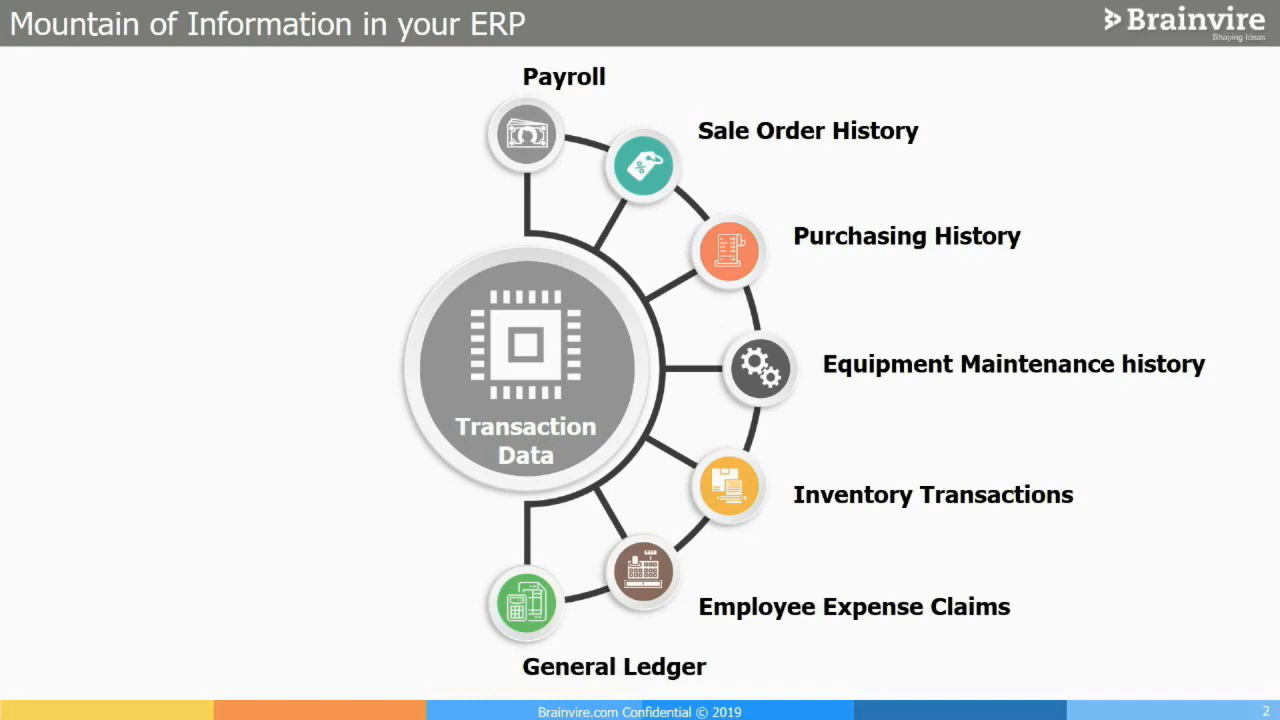 Mountain of Information in your ERP
Brainvire
Shaping Ideas
Payroll
Sale Order History
Purchasing History
Equipment Maintenance history
Transaction
Data
Inventory Transactions
Employee Expense Claims
General Ledger
Brainvire.com Confidential © 2019
2